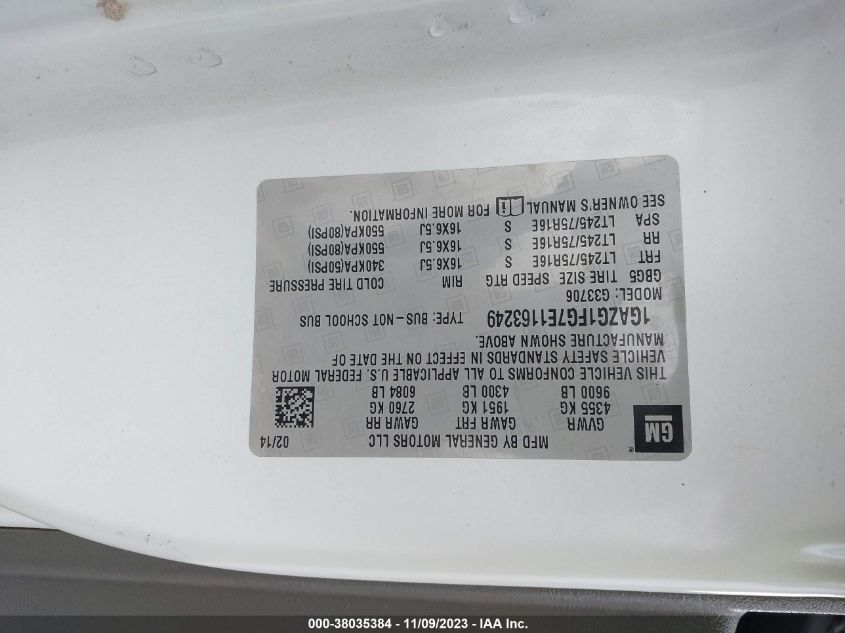 MFD BY GENERAL MOTORS LLC 02/14
GM
GVWR GAWR FRT GAWR RR
4355 KG 1951 KG 2760 KG
9600 LB 4300 LB 6084 LB
THIS VEHICLE CONFORMS TO ALL APPLICABLE U.S. FEDERAL MOTOR
VEHICLE SAFETY STANDARDS IN EFFECT ON THE DATE OF
MANUFACTURE SHOWN ABOVE.
1GAZG1FG7E1163249 TYPE: BUS-NOT SCHOOL BUS
MODEL: G33706
GBG5 TIRE SIZE SPEED RTG RIM COLD TIRE PRESSURE
FRT LT245/75R16E S 16X6.5J 340KPA(50PSI)
RR LT245/75R16E S 16X6.5J 550KPA(80PSI)
SPA LT245/75R16E S 16X6.5J 550KPA(80PSI)
SEE OWNER'S MANUAL FOR MORE INFORMATION.
000-38035384 - 11/09/2023 - IAA Inc.